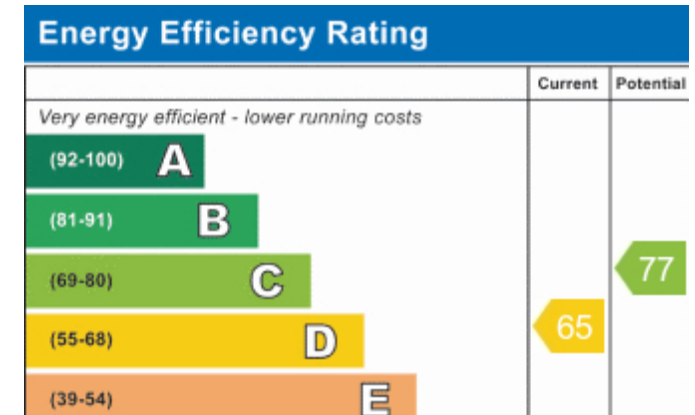 Energy Efficiency Rating
Current Potential
Very energy efficient - lower running costs
(92-100) A
(81-91) B
(69-80) C 77
(55-68) D 65
(39-54) E